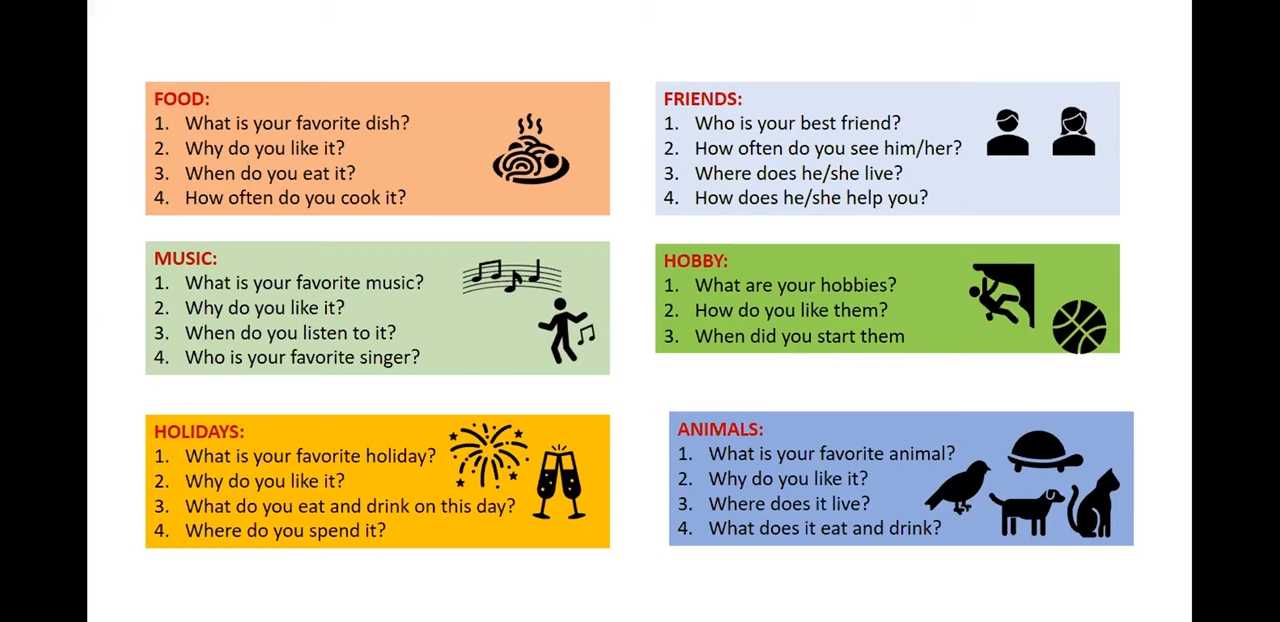 FOOD:
1. What is your favorite dish?
2. Why do you like it?
3. When do you eat it?
4. How often do you cook it?
FRIENDS:
1. Who is your best friend?
2. How often do you see him/her?
3. Where does he/she live?
4. How does he/she help you?
MUSIC:
1. What is your favorite music?
2. Why do you like it?
3. When do you listen to it?
4. Who is your favorite singer?
HOBBY:
1. What are your hobbies?
2. How do you like them?
3. When did you start them
HOLIDAYS:
1. What is your favorite holiday?
2. Why do you like it?
3. What do you eat and drink on this day?
4. Where do you spend it?
ANIMALS:
1. What is your favorite animal?
2. Why do you like it?
3. Where does it live?
4. What does it eat and drink?